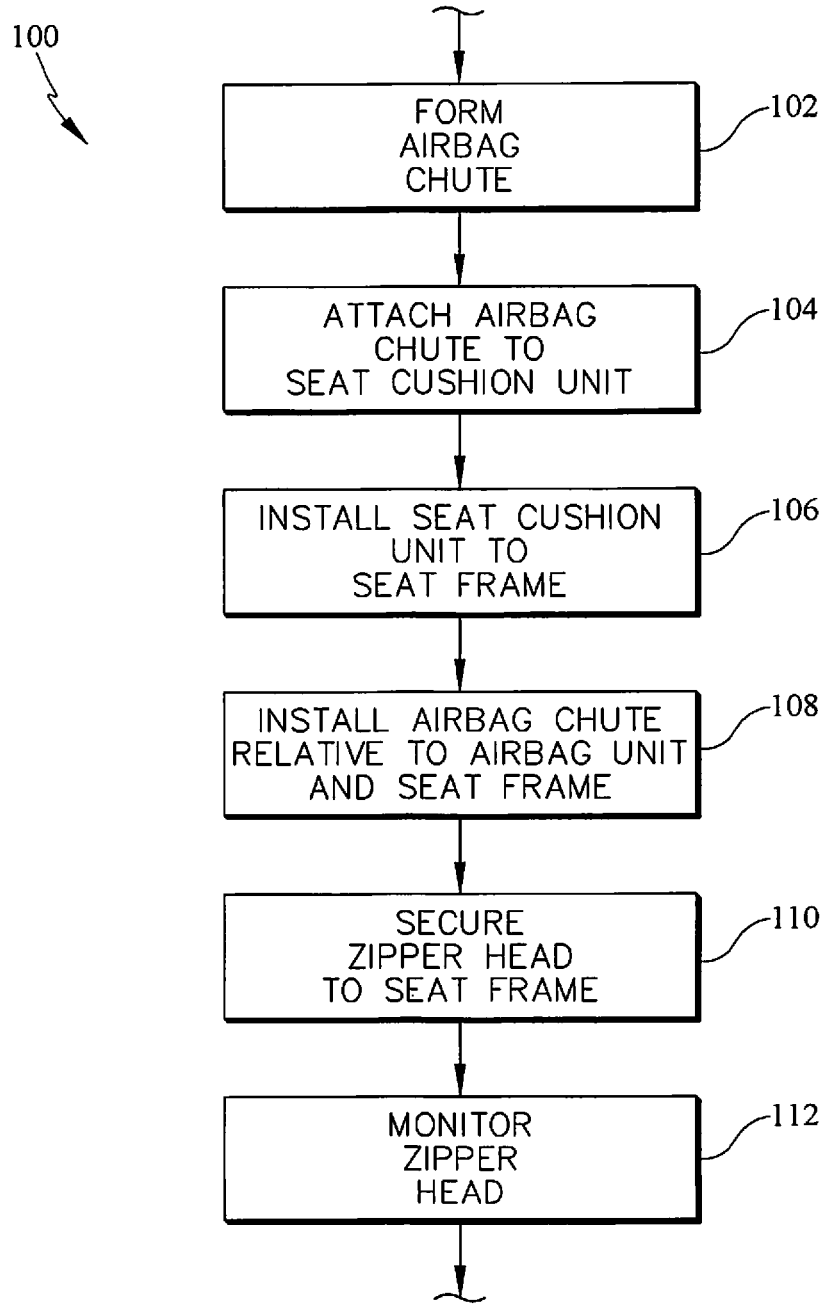 100
FORM
AIRBAG
CHUTE
102
ATTACH AIRBAG
CHUTE TO
SEAT CUSHION UNIT
104
INSTALL SEAT CUSHION
UNIT TO
SEAT FRAME
106
INSTALL AIRBAG CHUTE
RELATIVE TO AIRBAG UNIT
AND SEAT FRAME
108
SECURE
ZIPPER HEAD
TO SEAT FRAME
110
MONITOR
ZIPPER
HEAD
112